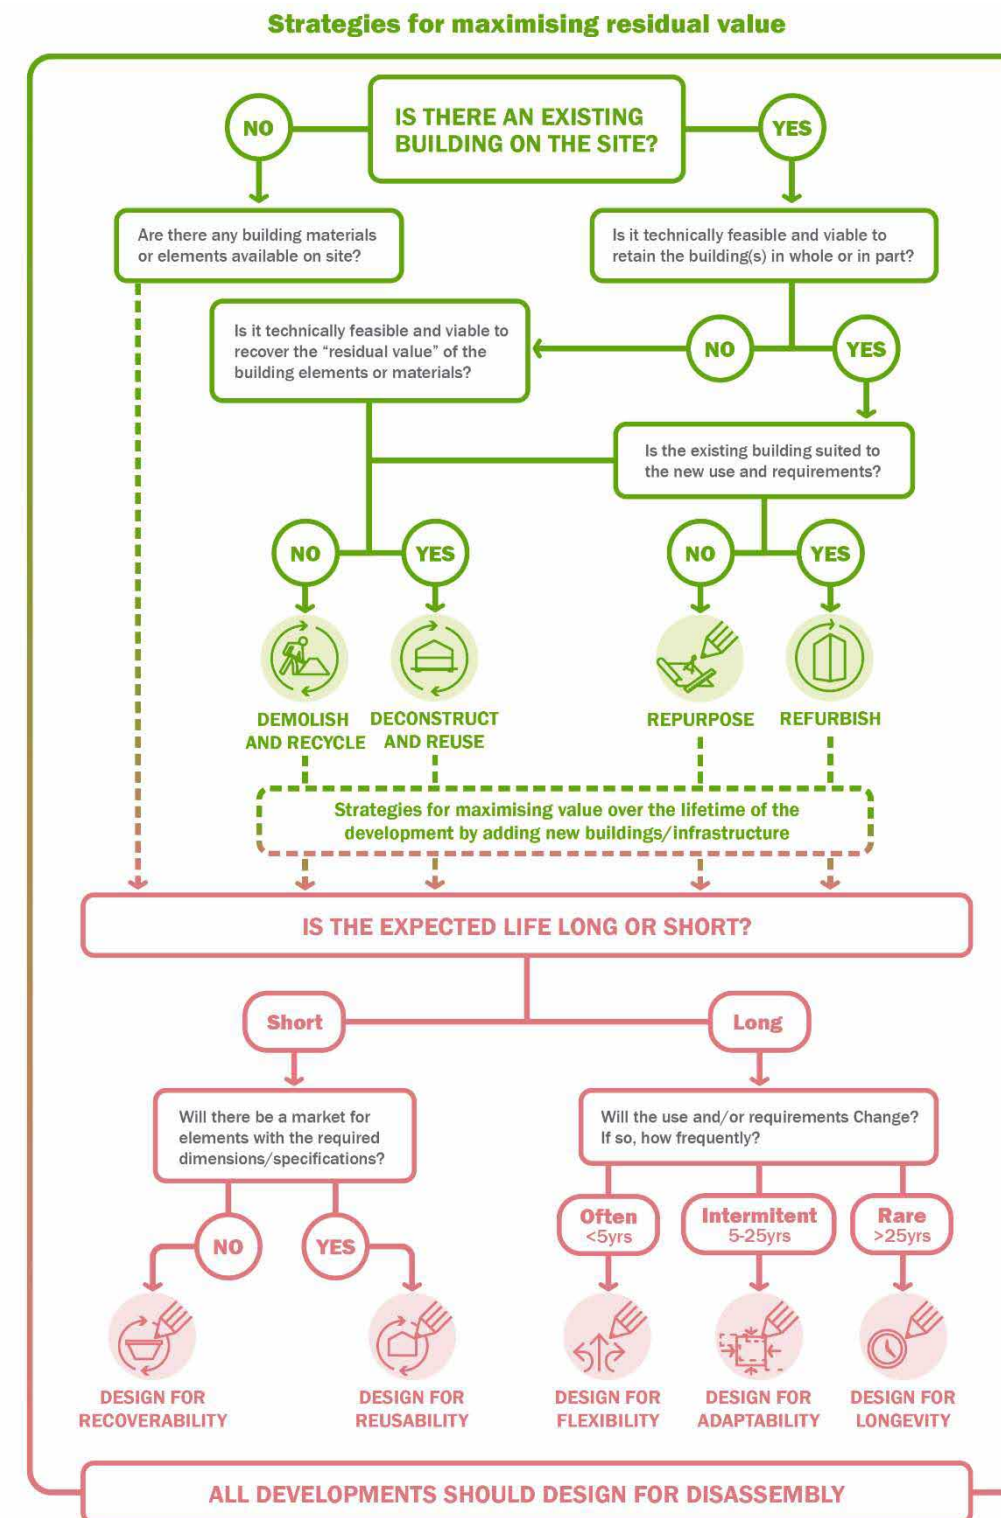 Strategies for maximising residual value
NO
IS THERE AN EXISTING
BUILDING ON THE SITE?
YES
Are there any building materials
or elements available on site?
Is it technically feasible and viable to
retain the building(s) in whole or in part?
Is it technically feasible and viable to
recover the “residual value” of the
building elements or materials?
NO
YES
Is the existing building suited to
the new use and requirements?
NO
YES
NO
YES
DEMOLISH
AND RECYCLE
DECONSTRUCT
AND REUSE
REPURPOSE
REFURBISH
Strategies for maximising value over the lifetime of the
development by adding new buildings/infrastructure
IS THE EXPECTED LIFE LONG OR SHORT?
Short
Long
Will there be a market for
elements with the required
dimensions/specifications?
Will the use and/or requirements Change?
If so, how frequently?
NO
YES
Often
<5yrs
Intermitent
5-25yrs
Rare
>25yrs
DESIGN FOR
RECOVERABILITY
DESIGN FOR
REUSABILITY
DESIGN FOR
FLEXIBILITY
DESIGN FOR
ADAPTABILITY
DESIGN FOR
LONGEVITY
ALL DEVELOPMENTS SHOULD DESIGN FOR DISASSEMBLY